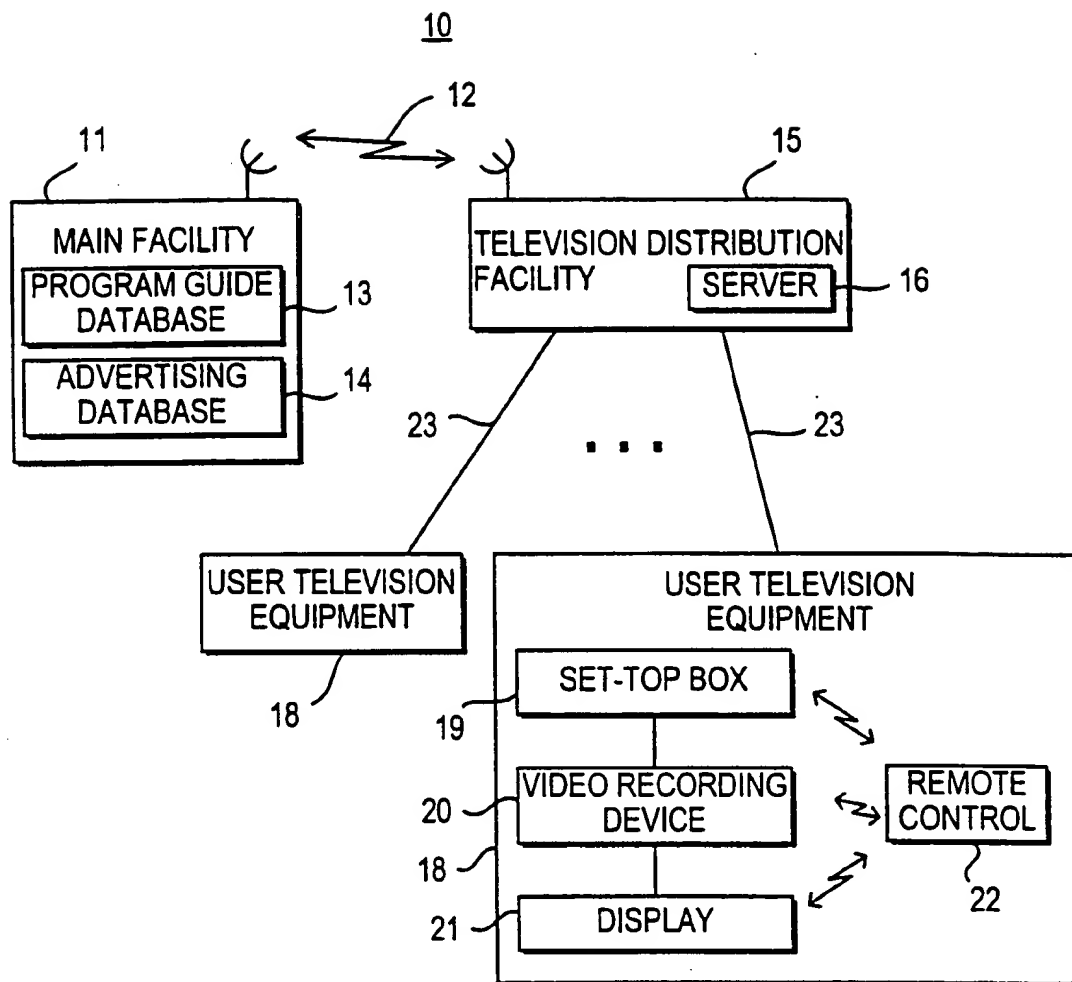 10
12
11
15
MAIN FACILITY
PROGRAM GUIDE
DATABASE
13
ADVERTISING
DATABASE
14
TELEVISION DISTRIBUTION
FACILITY
SERVER
16
23
23
USER TELEVISION
EQUIPMENT
18
USER TELEVISION
EQUIPMENT
SET-TOP BOX
19
VIDEO RECORDING
DEVICE
20
18
REMOTE
CONTROL
22
DISPLAY
21